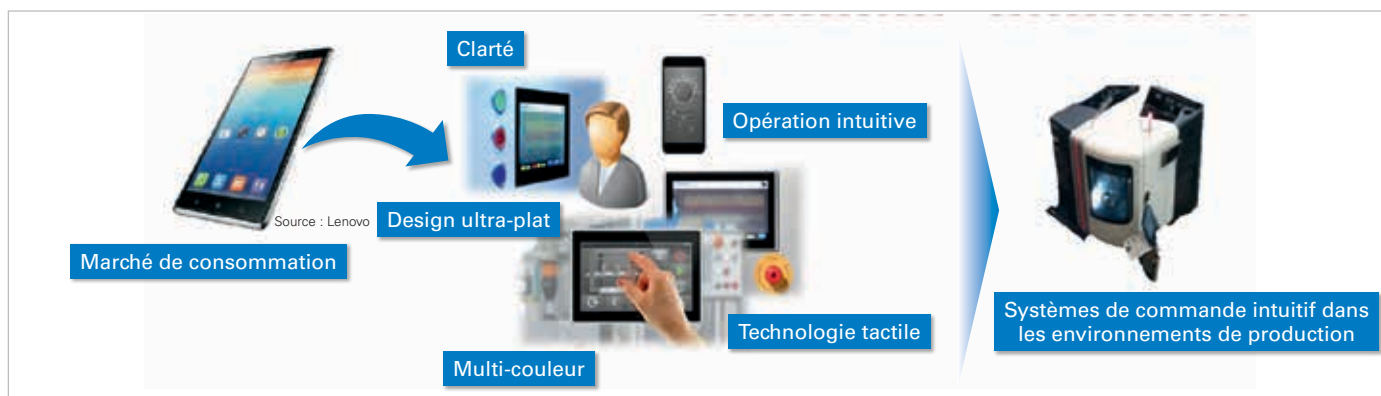 Clarté
Opération intuitive
Source : Lenovo
Design ultra-plat
Marché de consommation
Technologie tactile
Multi-couleur
Systèmes de commande intuitif dans
les environnements de production